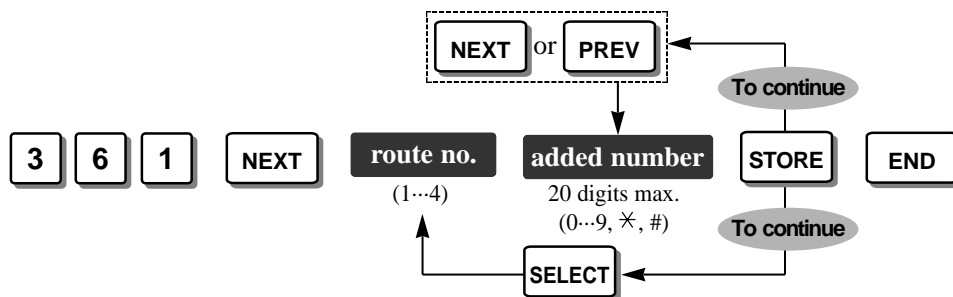 NEXT or PREV
To continue
3 6 1 NEXT route no. added number STORE END
(1···4) 20 digits max.
(0···9, ✳, #)
To continue
SELECT